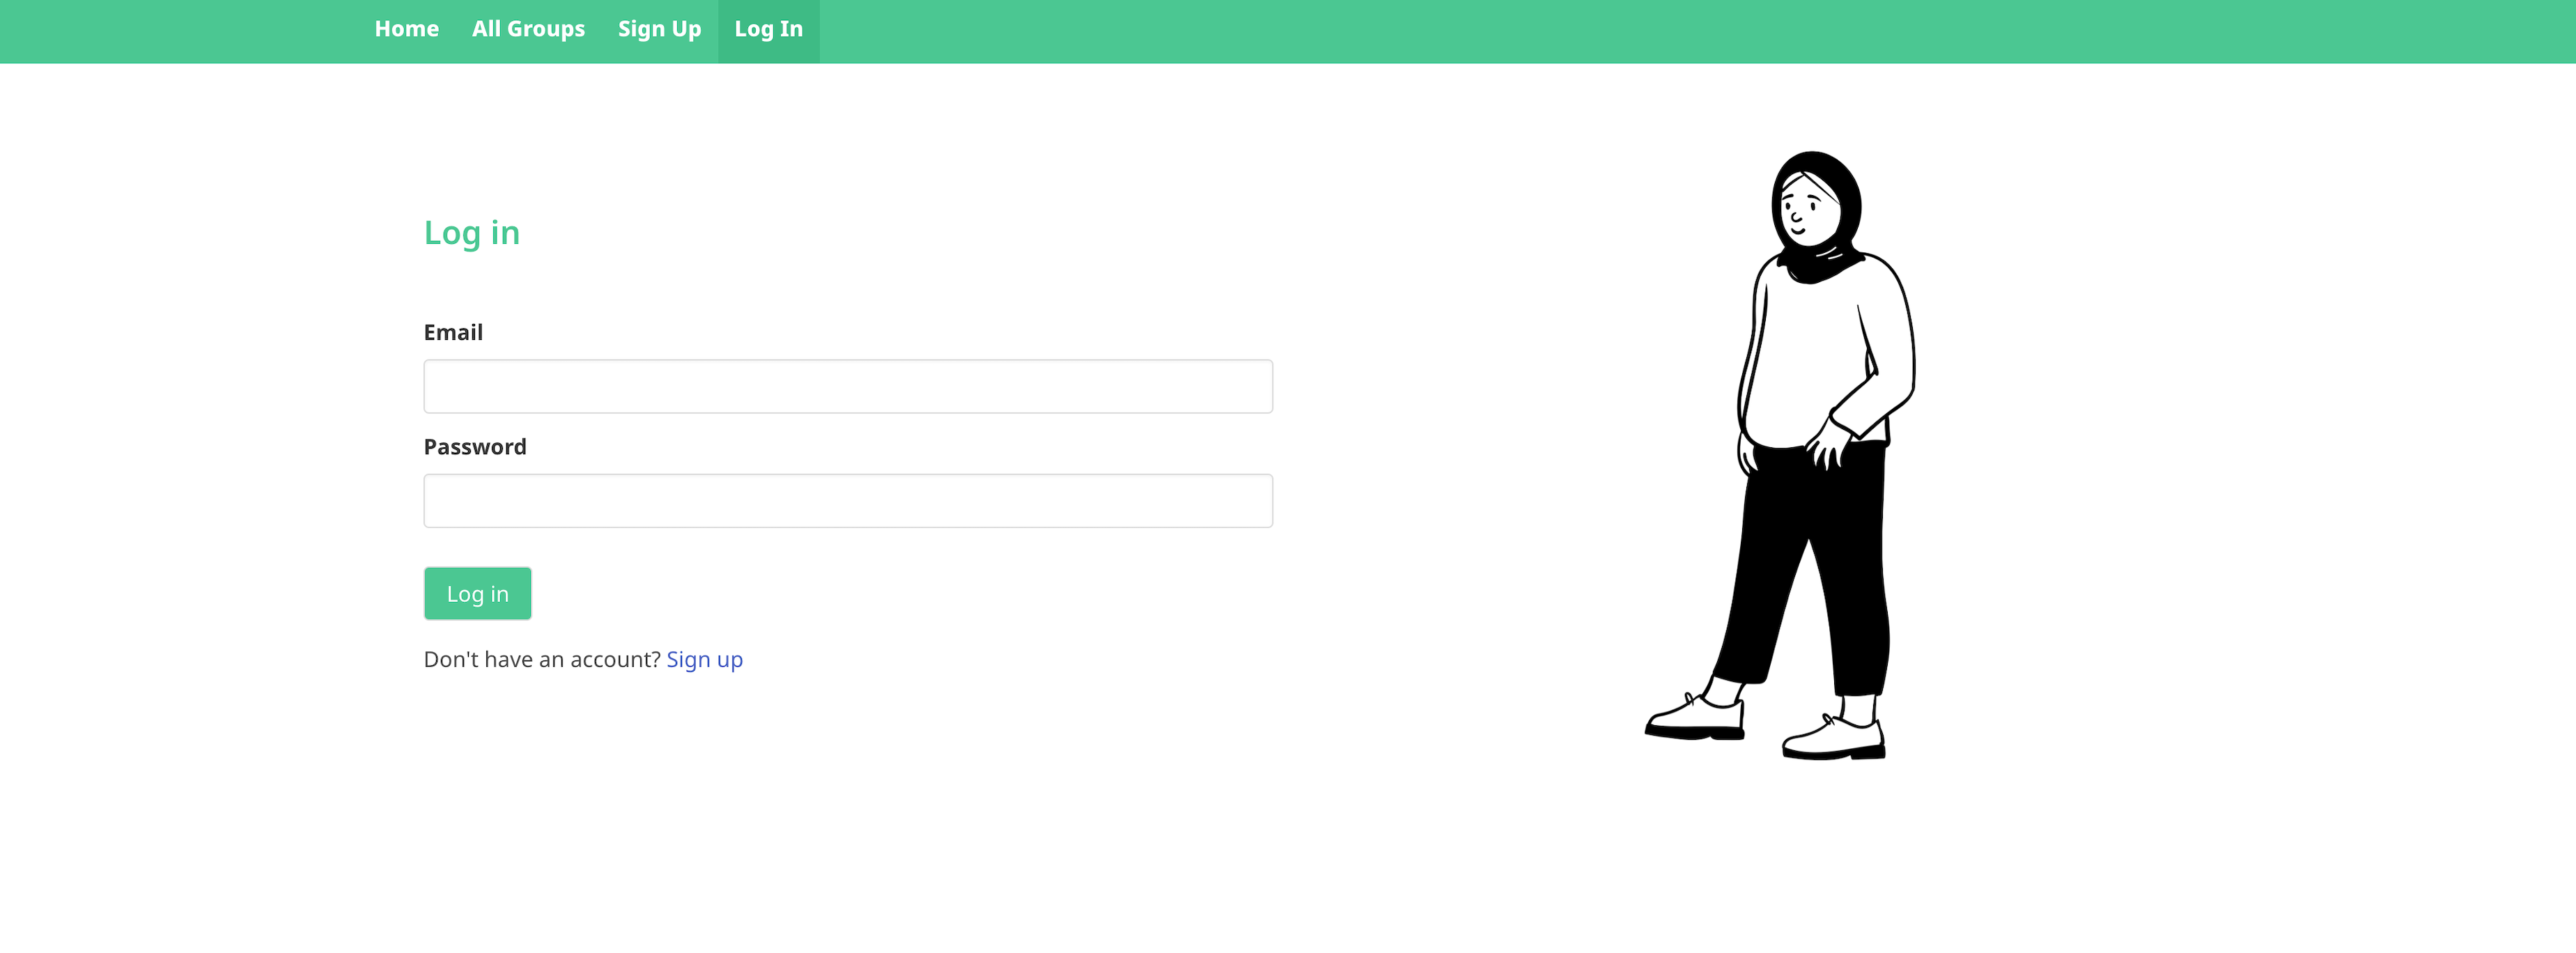 Home All Groups Sign Up Log In
Log in
Email
Password
Log in
Don't have an account? Sign up